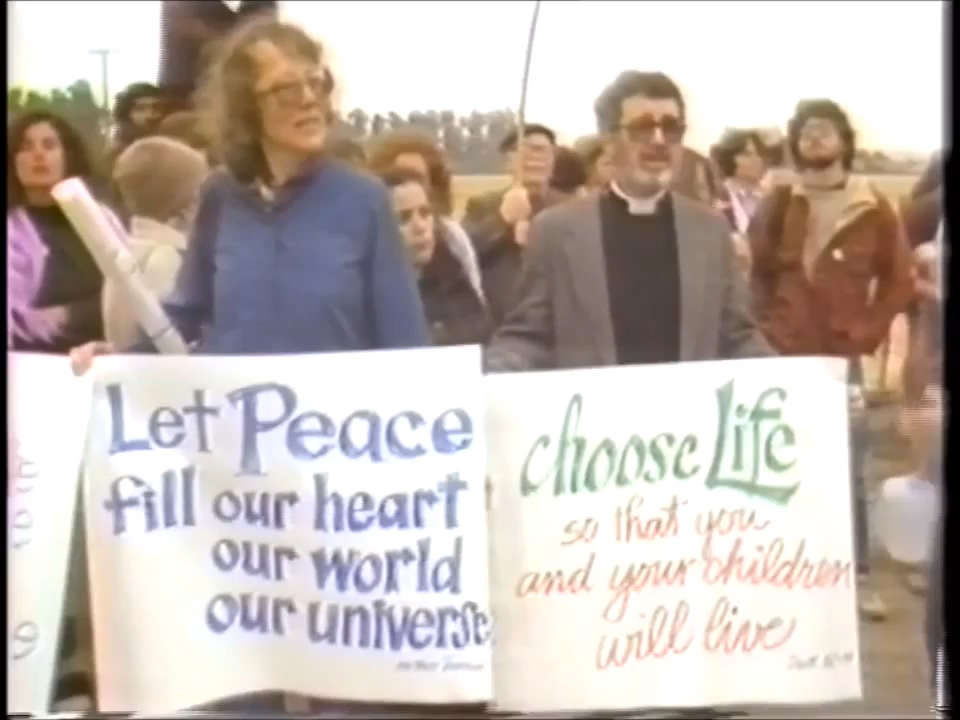 Let Peace
fill our heart
our world
our universe
choose Life
so that you
and your children
will live